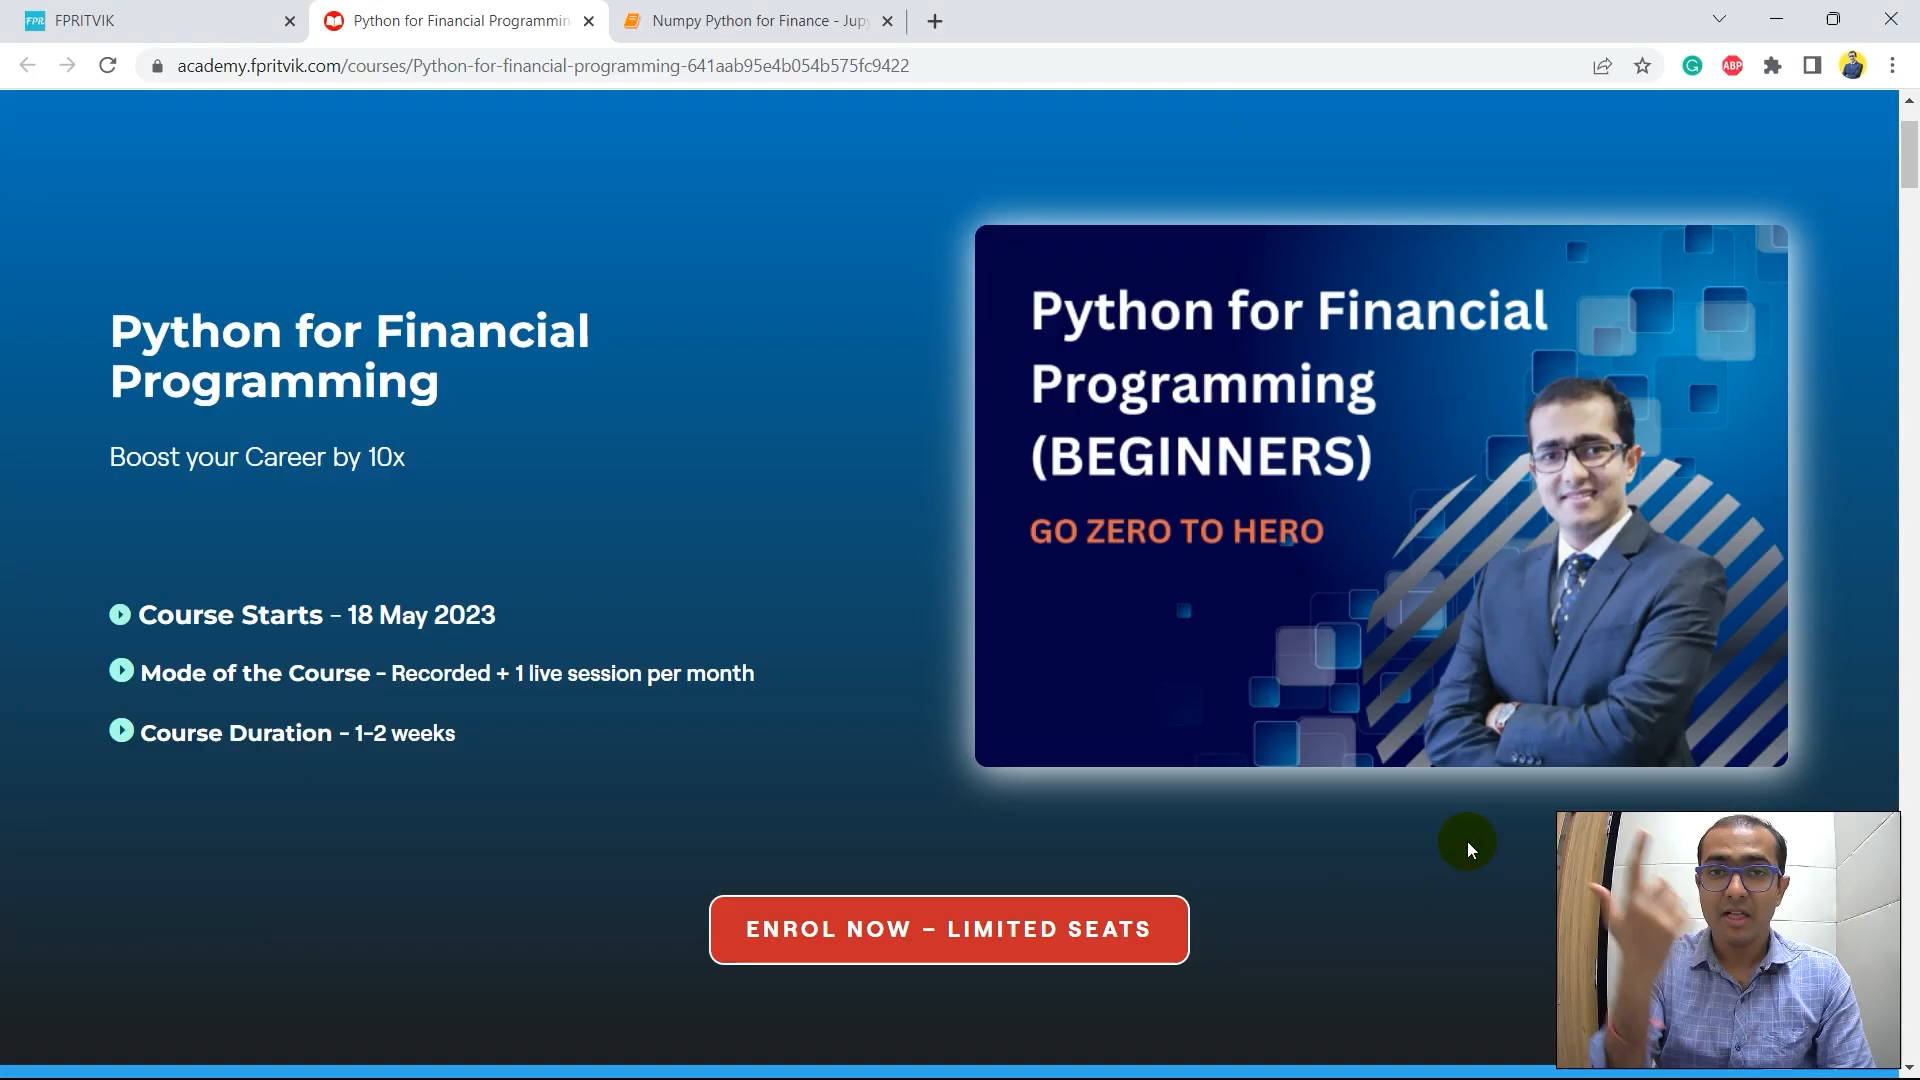 FPRITVIK
Python for Financial Programmin
Numpy Python for Finance - Jupy
academy.fpritvik.com/courses/Python-for-financial-programming-641aab95e4b054b575fc9422
ABP
Python for Financial
Programming
Boost your Career by 10x
Course Starts - 18 May 2023
Mode of the Course - Recorded + 1 live session per month
Course Duration - 1-2 weeks
Python for Financial
Programming
(BEGINNERS)
GO ZERO TO HERO
ENROL NOW - LIMITED SEATS